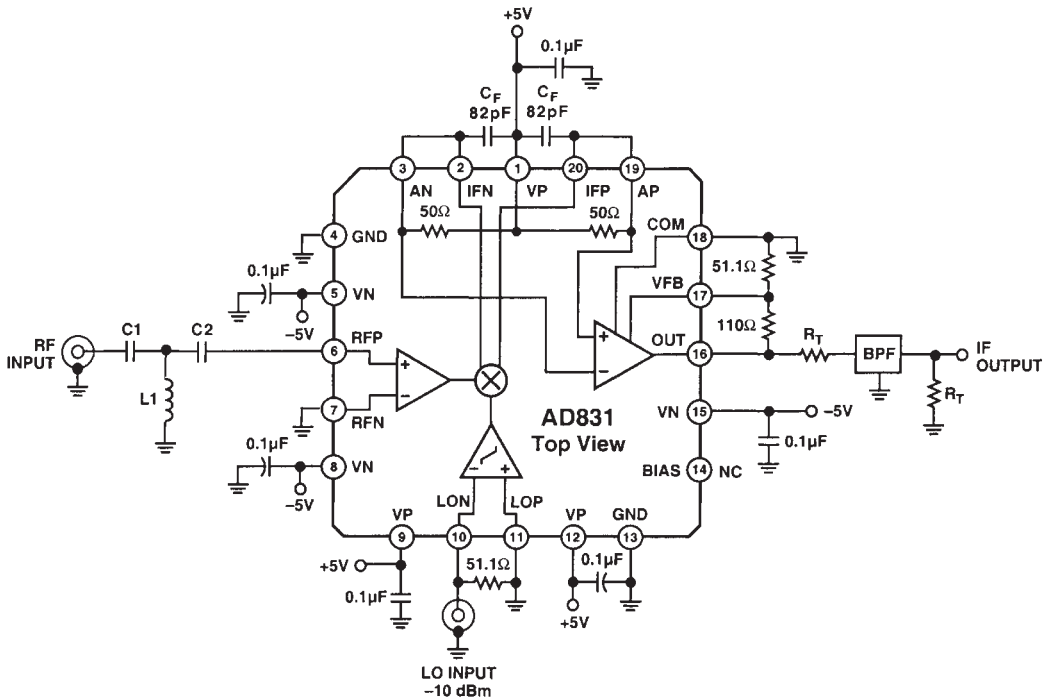 +5V
0.1µF
CF
82pF
CF
82pF
3
2
1
20
19
AN
IFN
VP
IFP
AP
50Ω
50Ω
4
GND
COM
18
51.1Ω
0.1µF
5
VN
–5V
VFB
17
110Ω
RF
INPUT
C1
C2
6
RFP
+
–
+
–
OUT
16
RT
BPF
IF
OUTPUT
RT
L1
7
RFN
AD831
Top View
VN
15
–5V
0.1µF
0.1µF
8
VN
–5V
–
+
BIAS
14
NC
LON
LOP
VP
9
10
11
VP
12
GND
13
+5V
0.1µF
51.1Ω
0.1µF
+5V
LO INPUT
–10 dBm